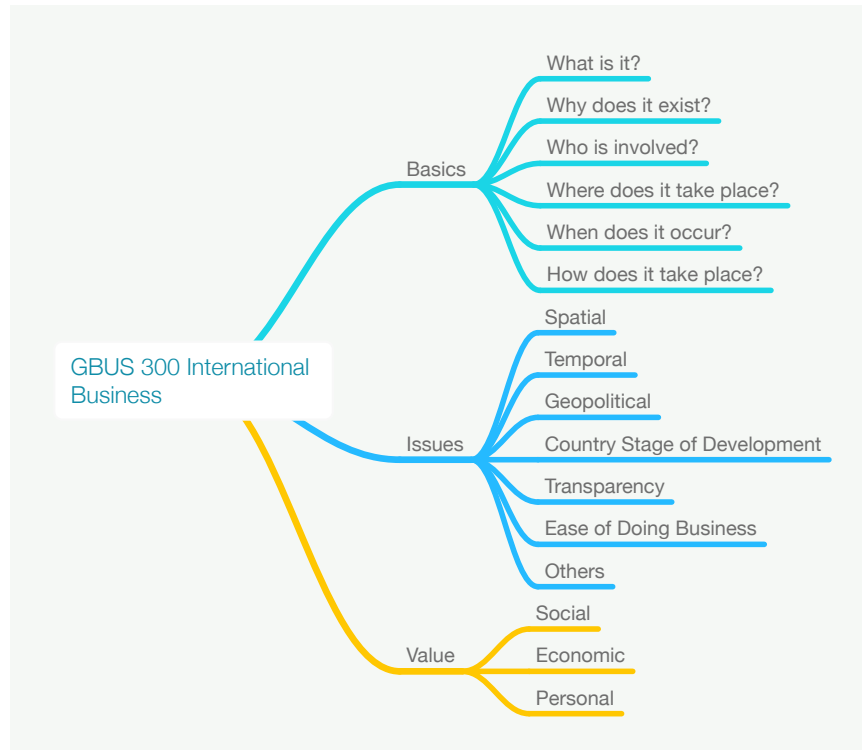 What is it?
Why does it exist?
Who is involved?
Basics
Where does it take place?
When does it occur?
How does it take place?
Spatial
Temporal
GBUS 300 International
Business
Geopolitical
Issues
Country Stage of Development
Transparency
Ease of Doing Business
Others
Social
Value
Economic
Personal